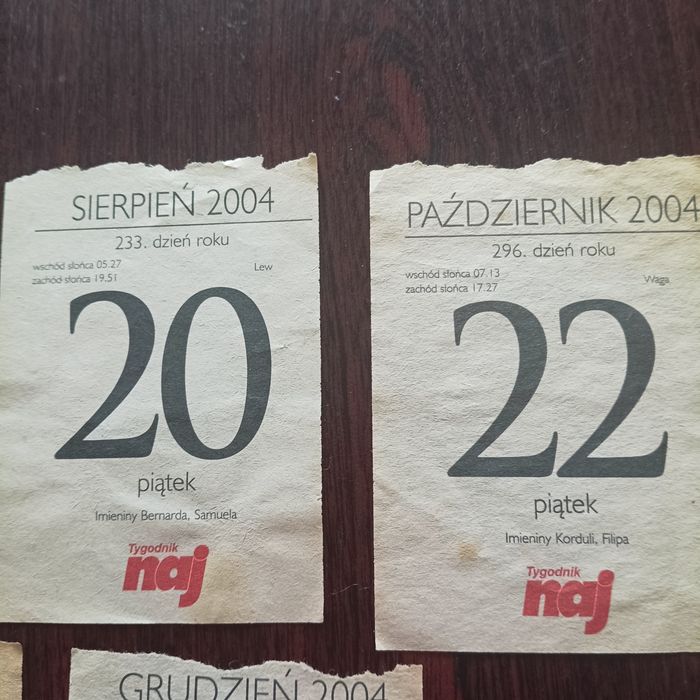 SIERPIEŃ 2004
233. dzień roku
wschód słońca 05.27
zachód słońca 19.51
Lew
20
piątek
Imieniny Bernarda, Samuela
Tygodnik
naj
PAŹDZIERNIK 2004
296. dzień roku
wschód słońca 07.13
zachód słońca 17.27
Waga
22
piątek
Imieniny Korduli, Filipa
Tygodnik
naj
GRUDZIEŃ 2004